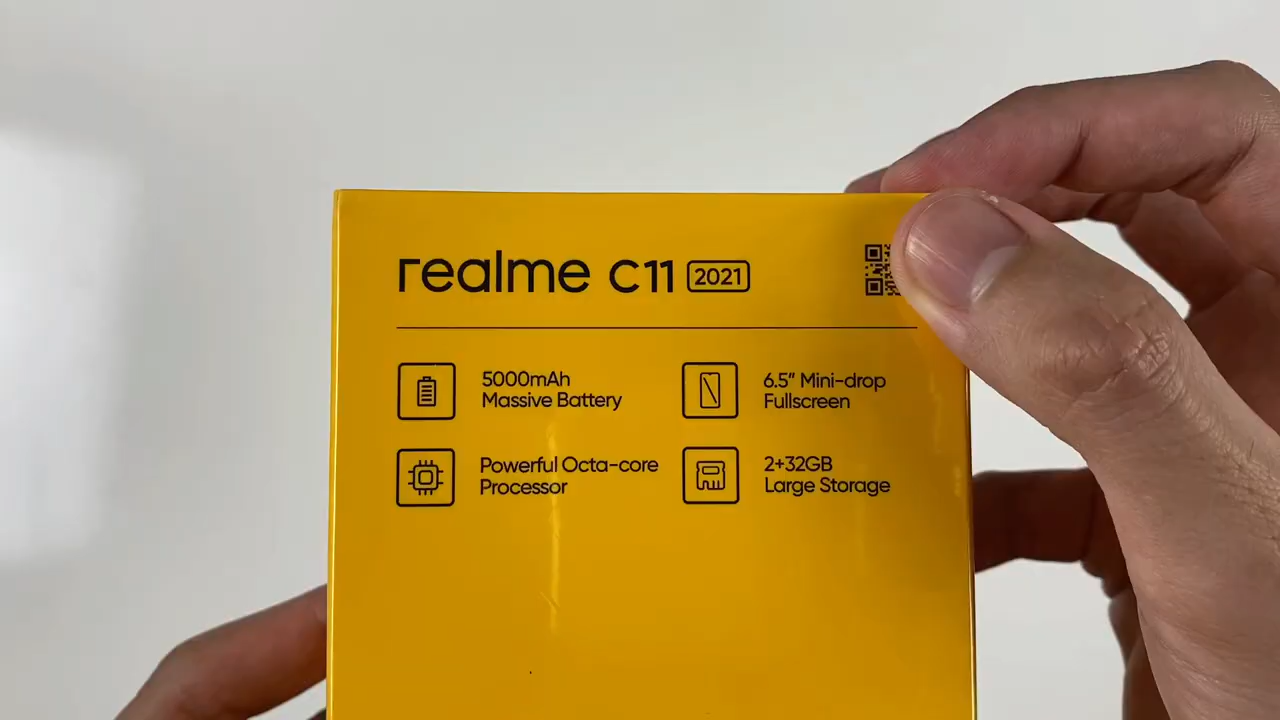 realme C11 2021
5000mAh
Massive Battery
6.5" Mini-drop
Fullscreen
Powerful Octa-core
Processor
2+32GB
Large Storage